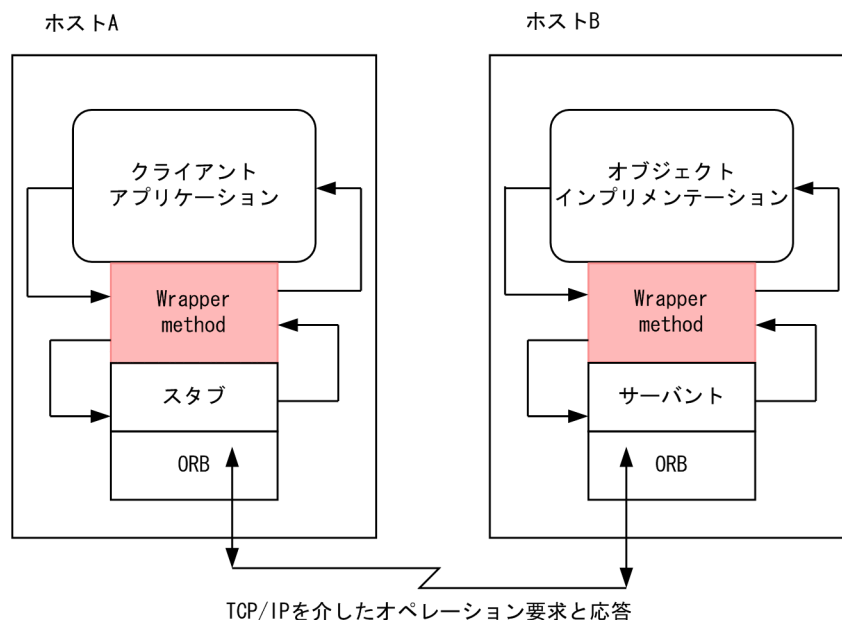 ホストA
ホストB
クライアント
アプリケーション
オブジェクト
インプリメンテーション
Wrapper
method
Wrapper
method
スタブ
サーバント
ORB
ORB
TCP/IPを介したオペレーション要求と応答